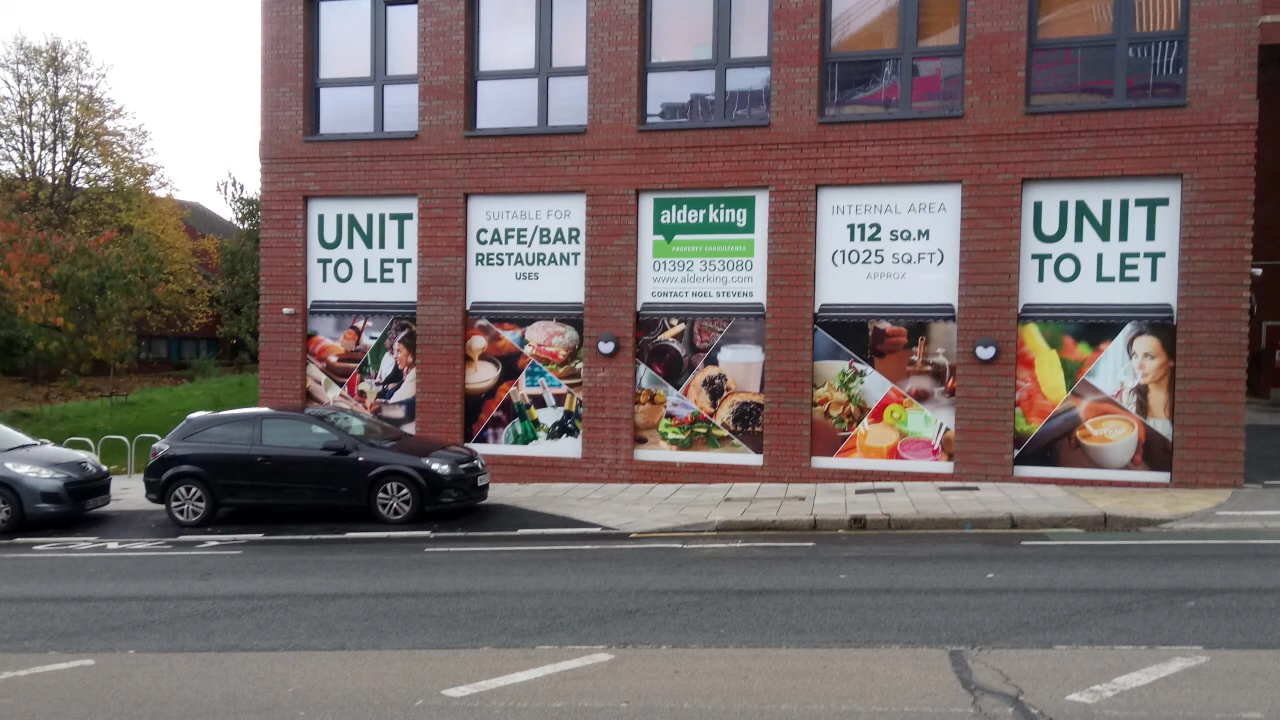 UNIT
TO LET
SUITABLE FOR
CAFE/BAR
RESTAURANT
USES
alder king
PROPERTY CONSULTANTS
01392 353080
www.alderking.com
CONTACT NOEL STEVENS
INTERNAL AREA
112 SQ.M
(1025 SQ.FT)
APPROX
UNIT
TO LET
ONLY